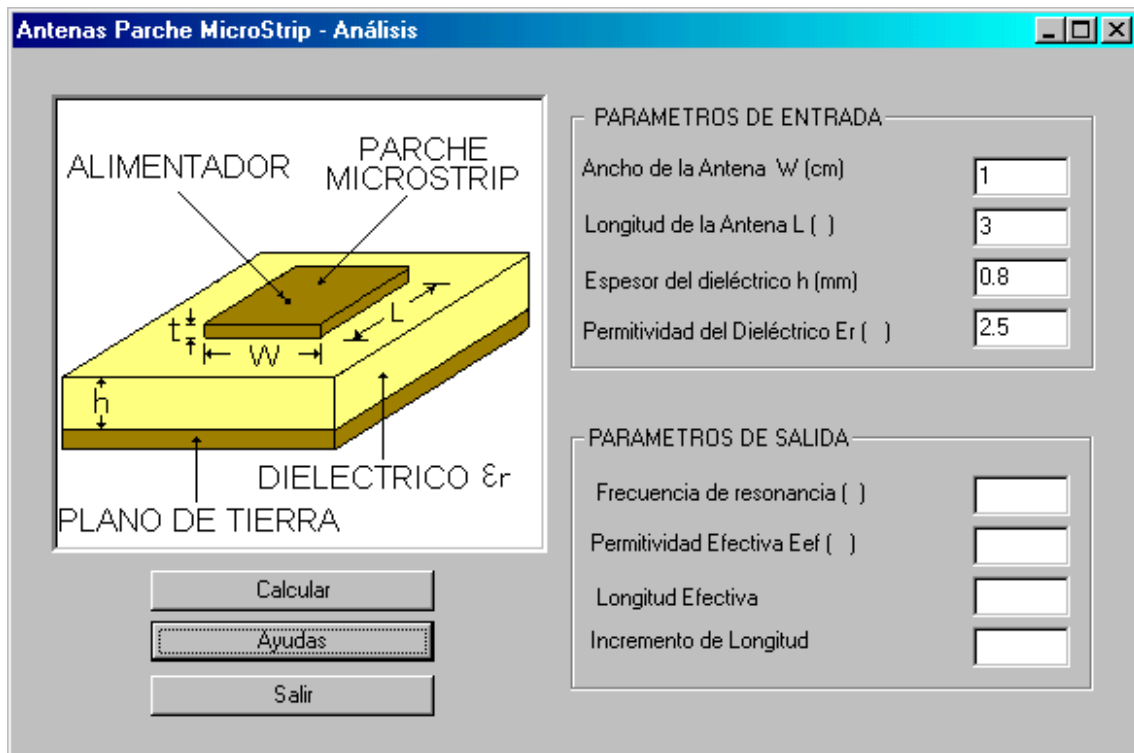 Antenas Parche MicroStrip - Análisis
ALIMENTADOR
PARCHE
MICROSTRIP
t
W
L
h
DIELECTRICO εr
PLANO DE TIERRA
Calcular
Ayudas
Salir
PARAMETROS DE ENTRADA
Ancho de la Antena W (cm) 1
Longitud de la Antena L ( ) 3
Espesor del dieléctrico h (mm) 0.8
Permitividad del Dieléctrico Er ( ) 2.5
PARAMETROS DE SALIDA
Frecuencia de resonancia ( )
Permitividad Efectiva Eef ( )
Longitud Efectiva
Incremento de Longitud